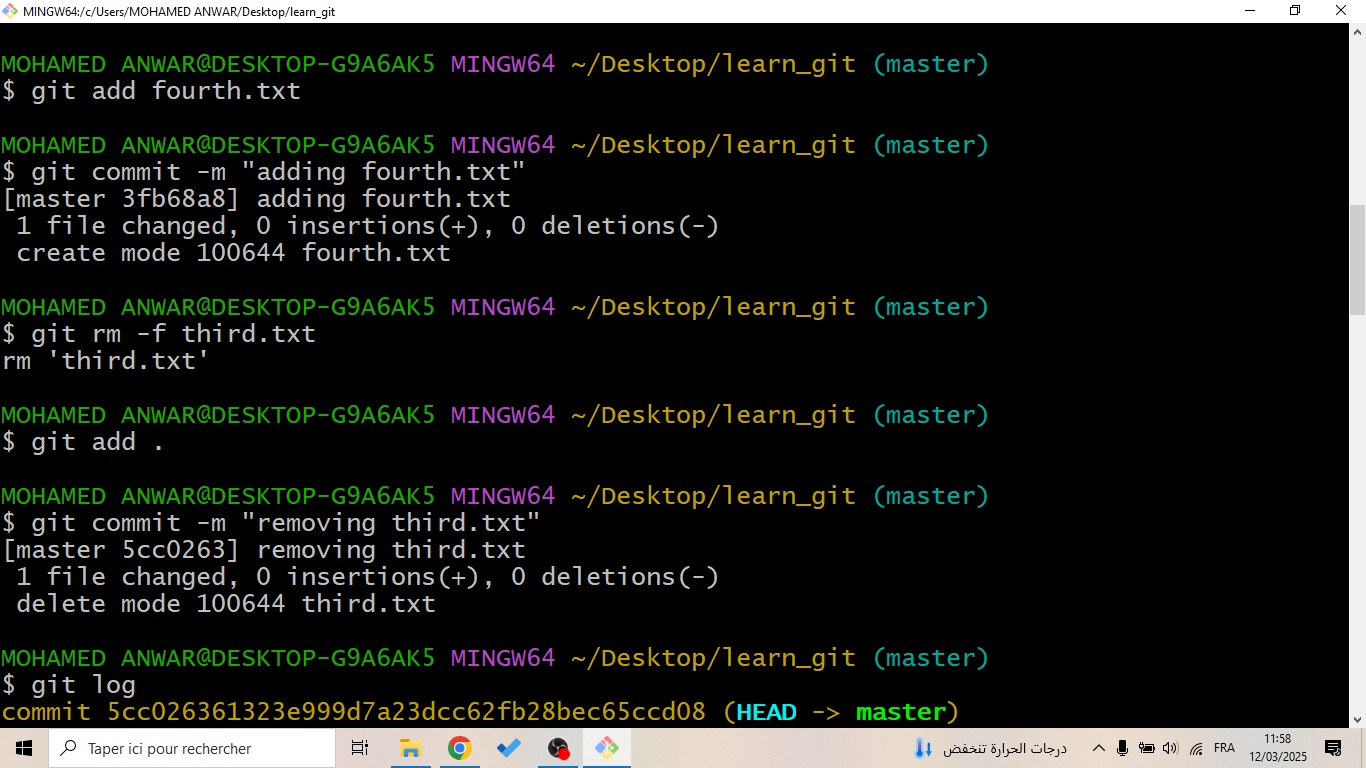 MINGW64:/c/Users/MOHAMED ANWAR/Desktop/learn_git
MOHAMED ANWAR@DESKTOP-G9A6AK5 MINGW64 ~/Desktop/learn_git (master)
$ git add fourth.txt
MOHAMED ANWAR@DESKTOP-G9A6AK5 MINGW64 ~/Desktop/learn_git (master)
$ git commit -m "adding fourth.txt"
[master 3fb68a8] adding fourth.txt
1 file changed, 0 insertions(+), 0 deletions(-)
create mode 100644 fourth.txt
MOHAMED ANWAR@DESKTOP-G9A6AK5 MINGW64 ~/Desktop/learn_git (master)
$ git rm -f third.txt
rm 'third.txt'
MOHAMED ANWAR@DESKTOP-G9A6AK5 MINGW64 ~/Desktop/learn_git (master)
$ git add .
MOHAMED ANWAR@DESKTOP-G9A6AK5 MINGW64 ~/Desktop/learn_git (master)
$ git commit -m "removing third.txt"
[master 5cc0263] removing third.txt
1 file changed, 0 insertions(+), 0 deletions(-)
delete mode 100644 third.txt
MOHAMED ANWAR@DESKTOP-G9A6AK5 MINGW64 ~/Desktop/learn_git (master)
$ git log
commit 5cc026361323e999d7a23dcc62fb28bec65ccd08 (HEAD -> master)
Taper ici pour rechercher
درجات الحرارة تنخفض
FRA
11:58
12/03/2025